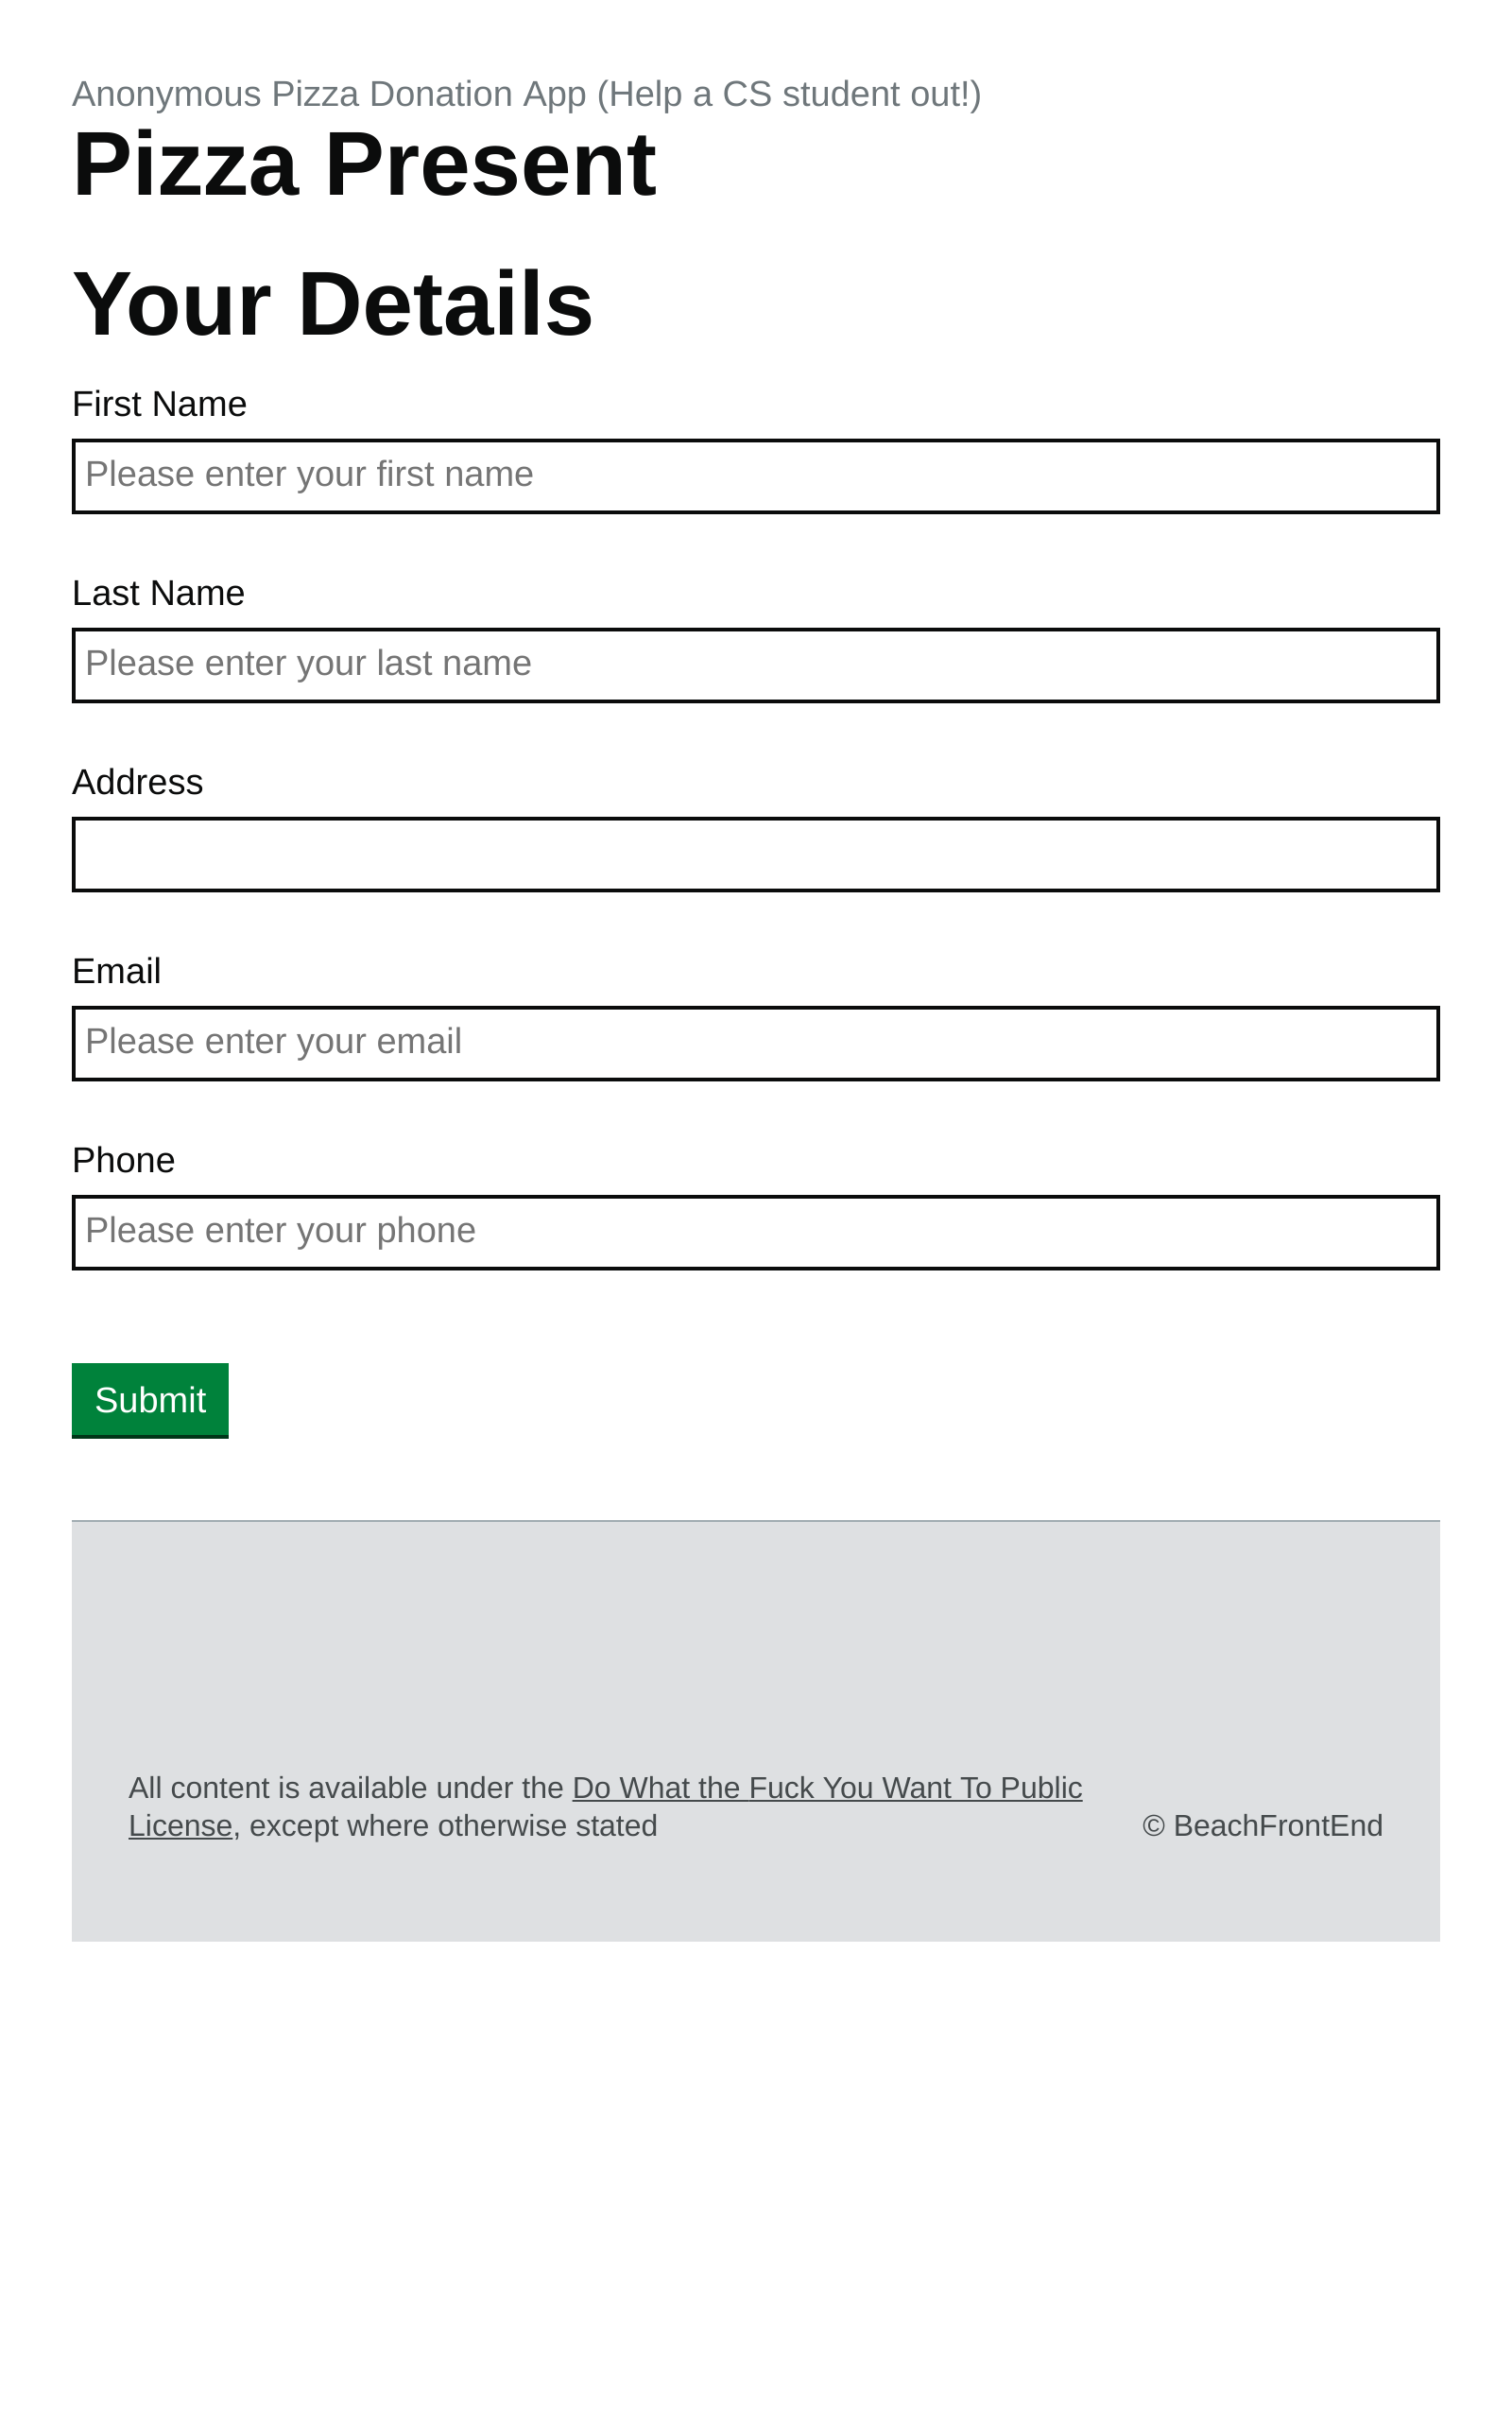 Anonymous Pizza Donation App (Help a CS student out!)
Pizza Present
Your Details
First Name
Please enter your first name
Last Name
Please enter your last name
Address
Email
Please enter your email
Phone
Please enter your phone
Submit
All content is available under the Do What the Fuck You Want To Public
License, except where otherwise stated
© BeachFrontEnd